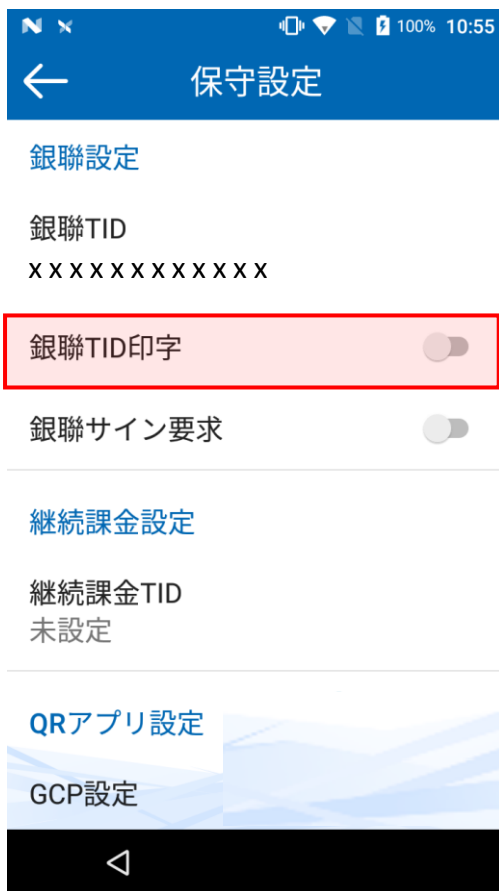 100% 10:55
保守設定
銀聯設定
銀聯TID
x x x x x x x x x x x x
銀聯TID印字
銀聯サイン要求
継続課金設定
継続課金TID
未設定
QRアプリ設定
GCP設定